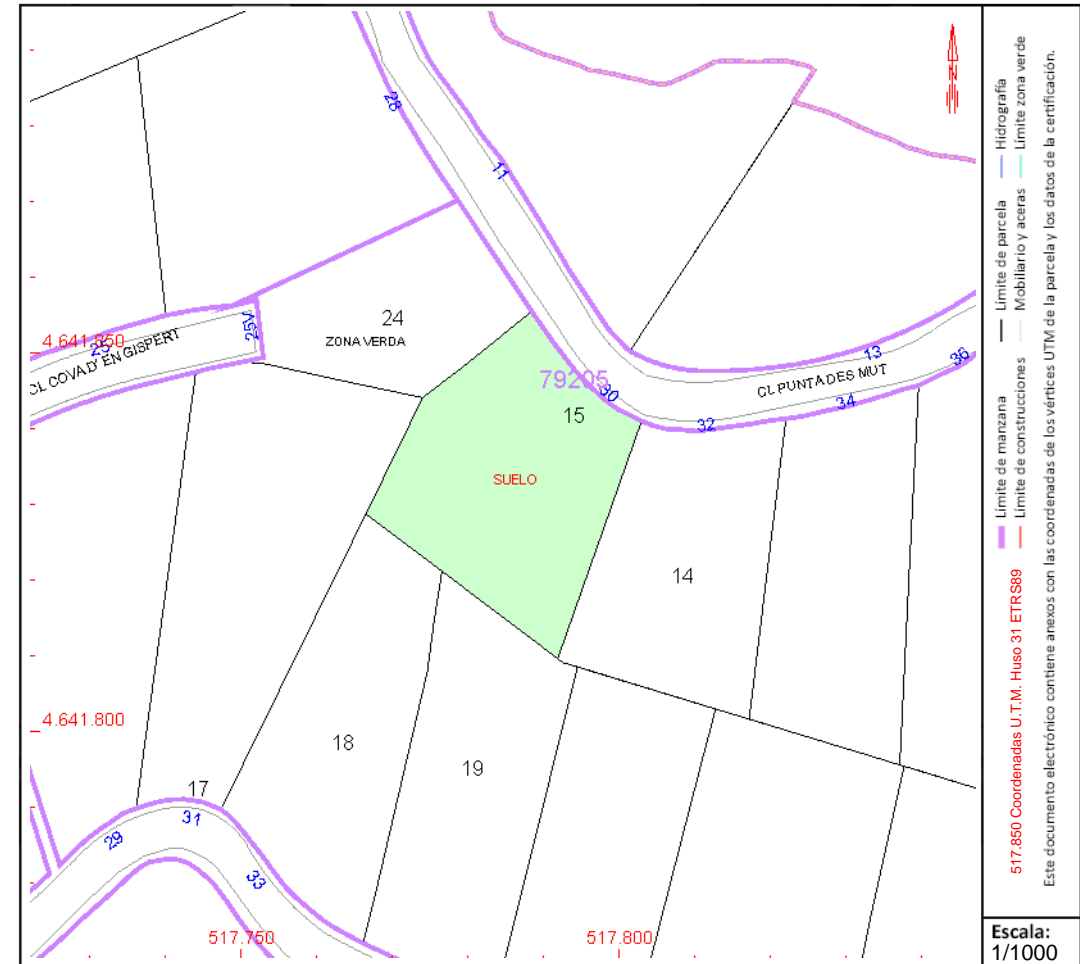 28
11
24
ZONA VERDA
25A
4.641.850
25
CL COVA D' EN GISPERT
13
36
CL PUNTA DES MUT
79205
30
34
15
32
SUELO
14
4.641.800
18
19
17
31
29
33
517.750
517.800
N
Límite de manzana
Límite de parcela
Hidrografía
517.850 Coordenadas U.T.M. Huso 31 ETRS89
Límite de construcciones
Mobiliario y aceras
Límite zona verde
Este documento electrónico contiene anexos con las coordenadas de los vértices UTM de la parcela y los datos de la certificación.
Escala:
1/1000